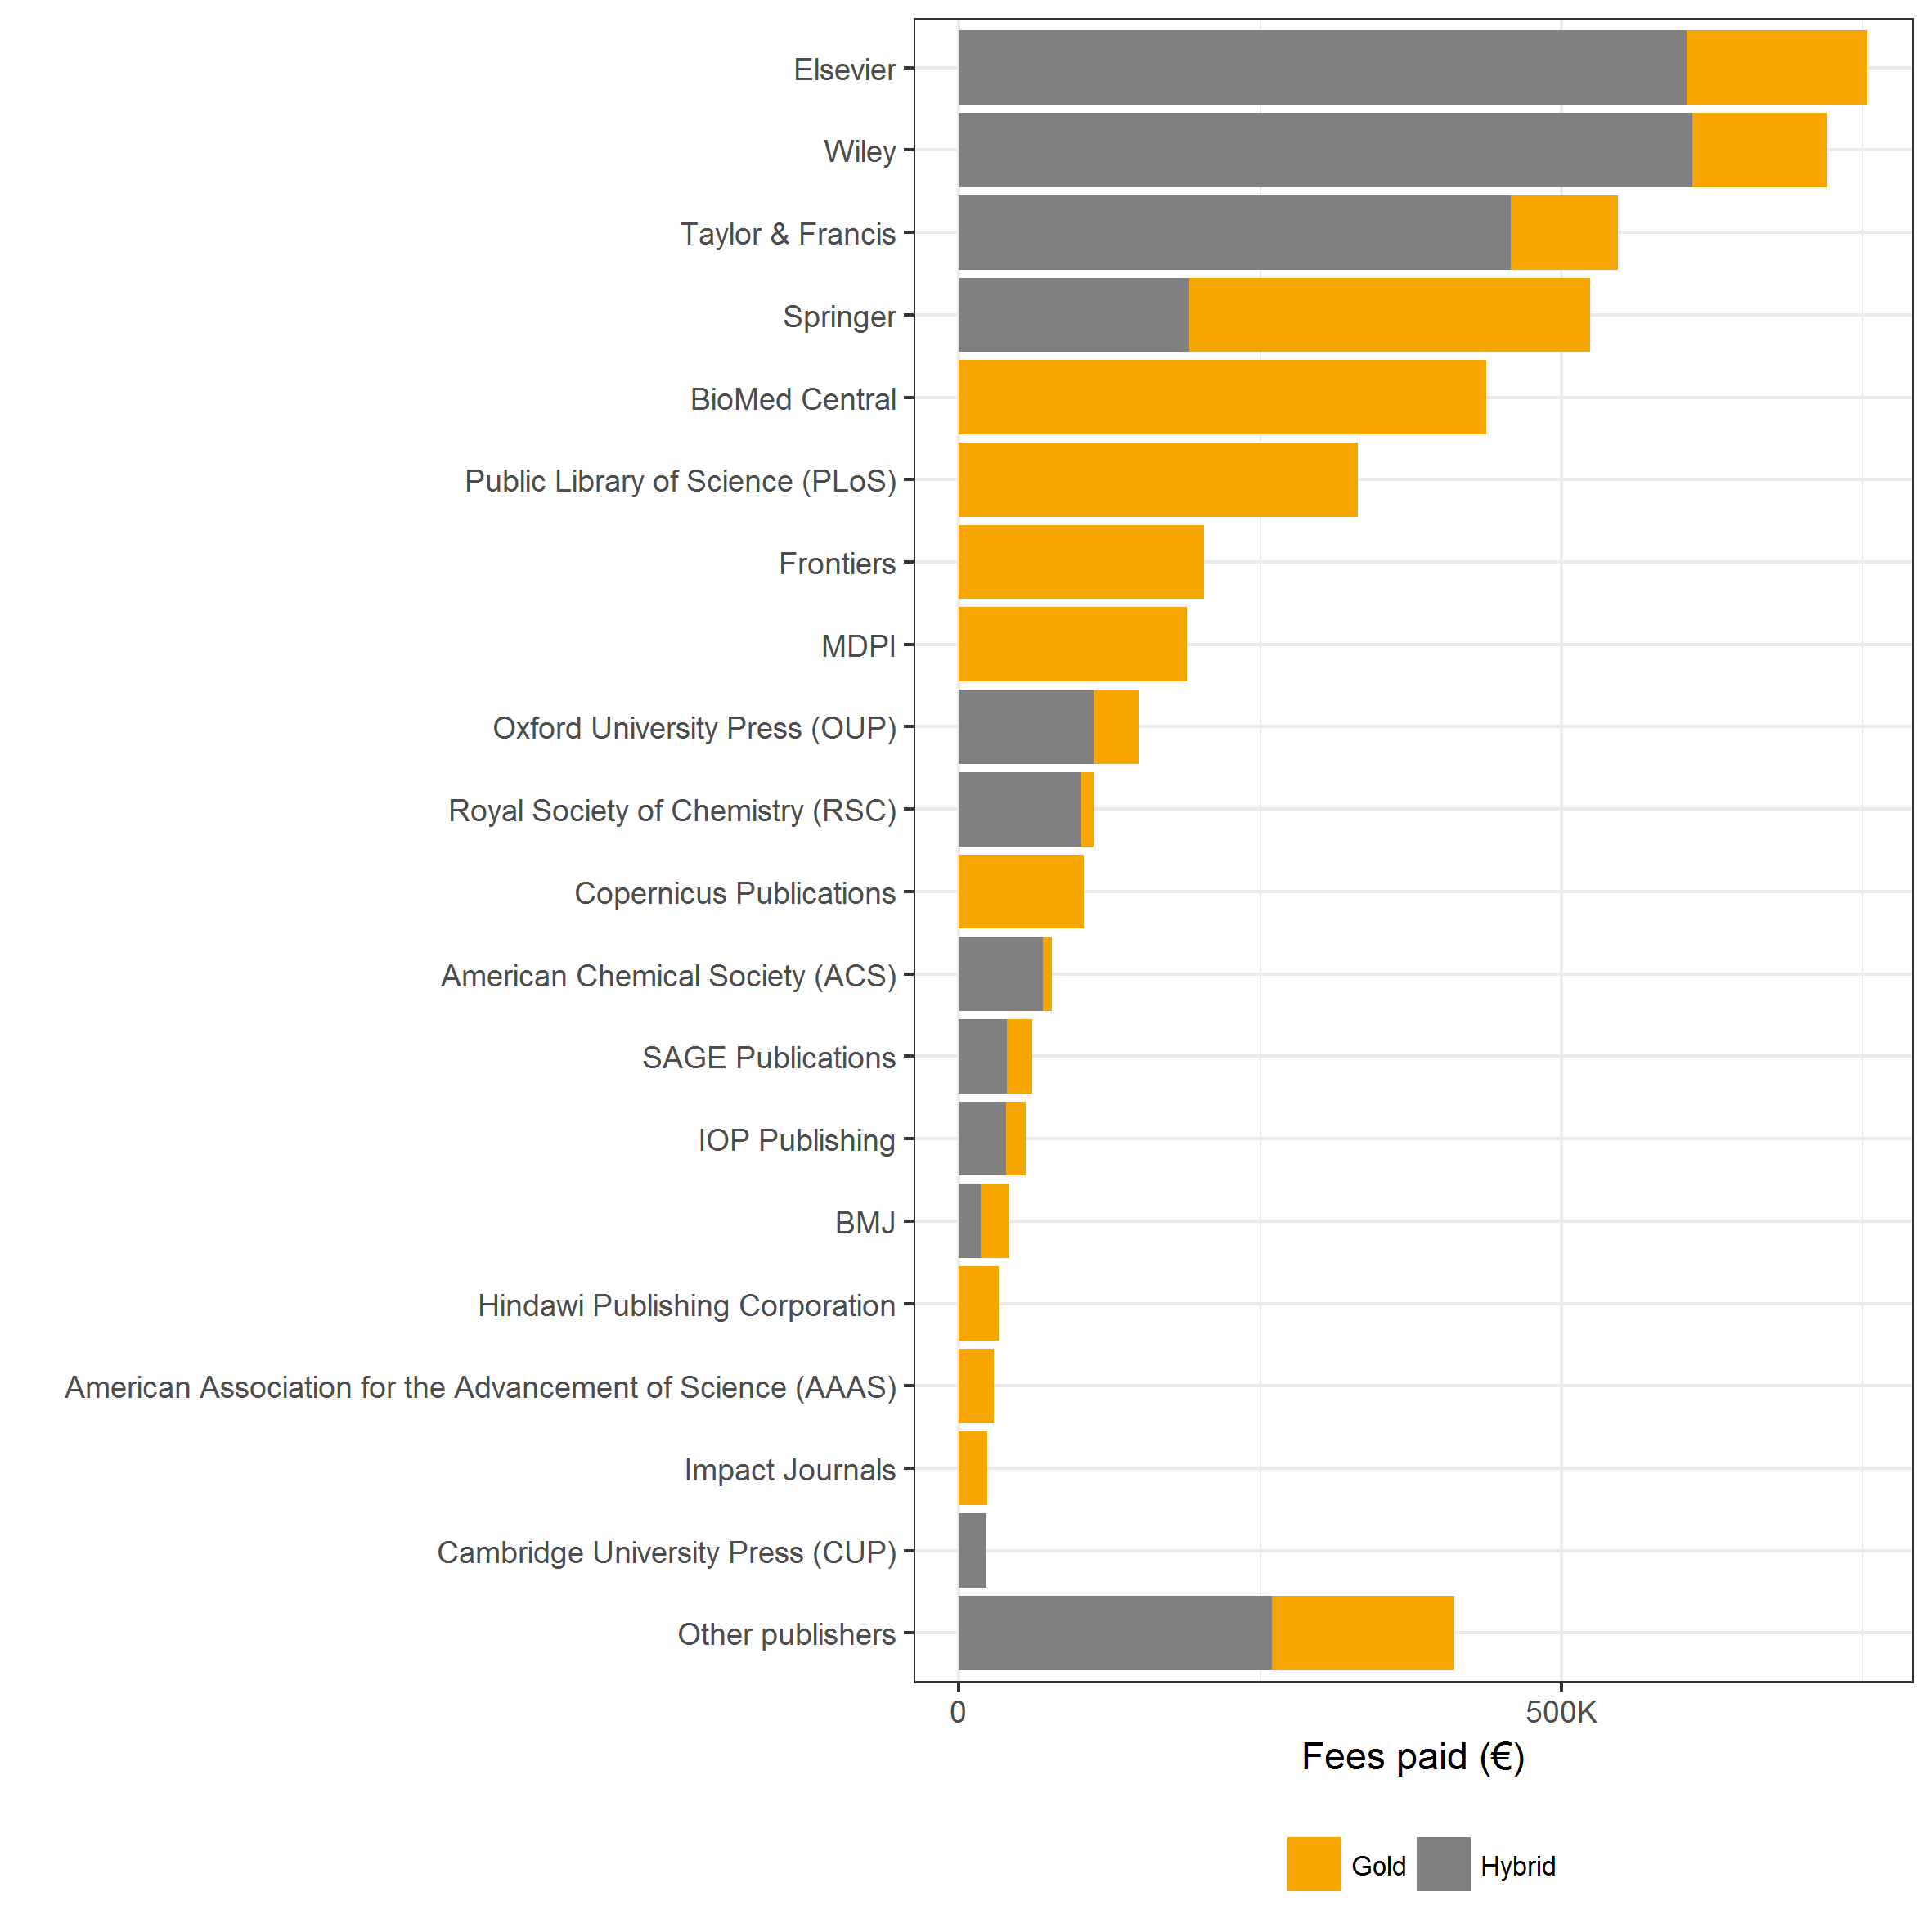 Elsevier
Wiley
Taylor & Francis
Springer
BioMed Central
Public Library of Science (PLoS)
Frontiers
MDPI
Oxford University Press (OUP)
Royal Society of Chemistry (RSC)
Copernicus Publications
American Chemical Society (ACS)
SAGE Publications
IOP Publishing
BMJ
Hindawi Publishing Corporation
American Association for the Advancement of Science (AAAS)
Impact Journals
Cambridge University Press (CUP)
Other publishers
0 500K
Fees paid (€)
Gold Hybrid